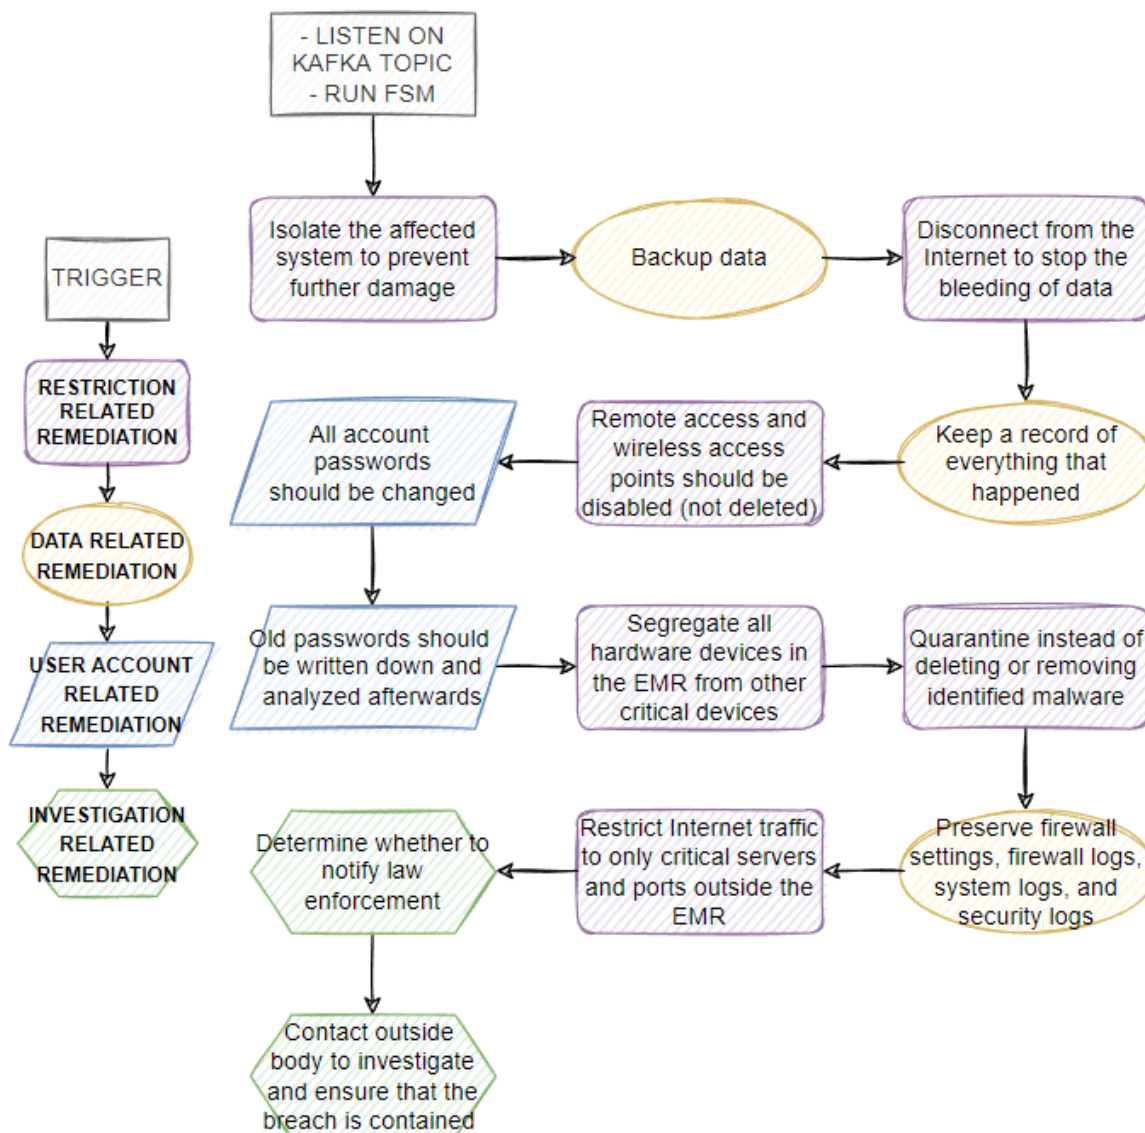 - LISTEN ON
KAFKA TOPIC
- RUN FSM
Isolate the affected
system to prevent
further damage
Backup data
Disconnect from the
Internet to stop the
bleeding of data
TRIGGER
RESTRICTION
RELATED
REMEDIATION
All account
passwords
should be changed
Remote access and
wireless access
points should be
disabled (not deleted)
Keep a record of
everything that
happened
DATA RELATED
REMEDIATION
Old passwords should
be written down and
analyzed afterwards
Segregate all
hardware devices in
the EMR from other
critical devices
Quarantine instead of
deleting or removing
identified malware
USER ACCOUNT
RELATED
REMEDIATION
INVESTIGATION
RELATED
REMEDIATION
Determine whether to
notify law
enforcement
Restrict Internet traffic
to only critical servers
and ports outside the
EMR
Preserve firewall
settings, firewall logs,
system logs, and
security logs
Contact outside
body to investigate
and ensure that the
breach is contained